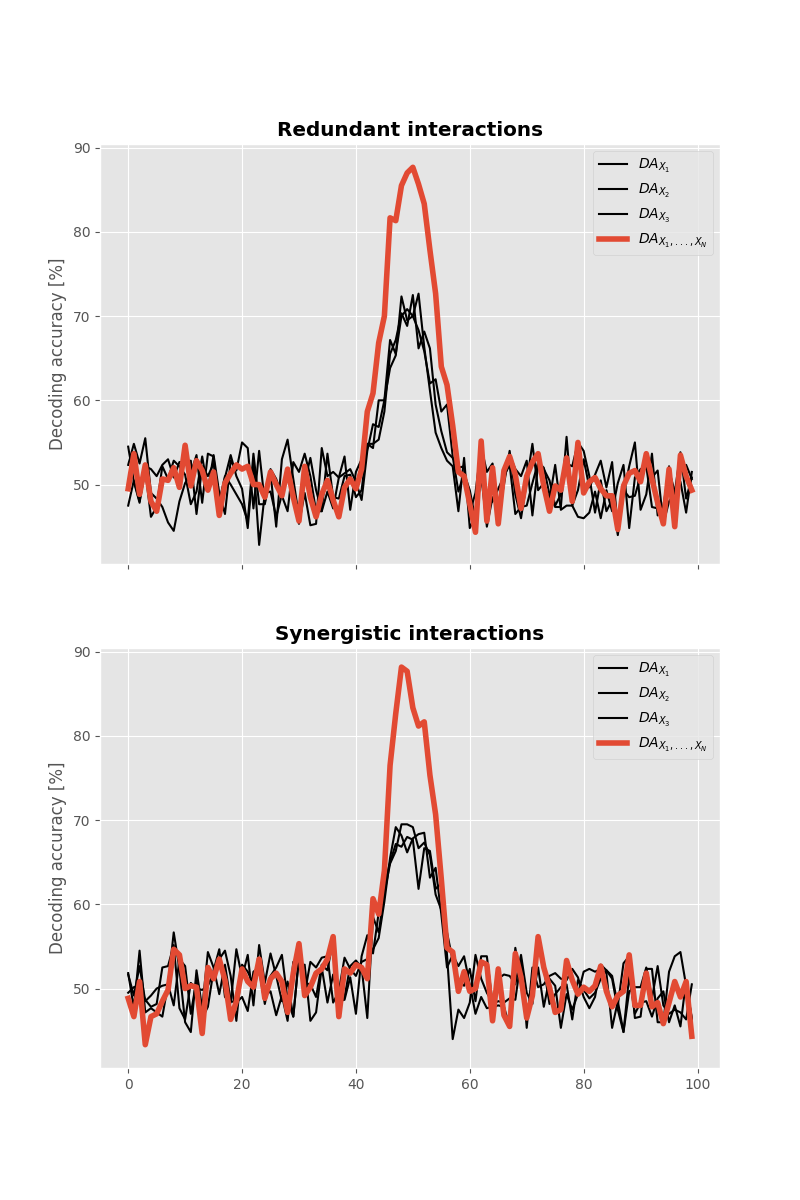 Redundant interactions
90
80
70
60
50
Decoding accuracy [%]
DA_{X_1}
DA_{X_2}
DA_{X_3}
DA_{X_1,...,X_N}
Synergistic interactions
90
80
70
60
50
Decoding accuracy [%]
DA_{X_1}
DA_{X_2}
DA_{X_3}
DA_{X_1,...,X_N}
0 20 40 60 80 100